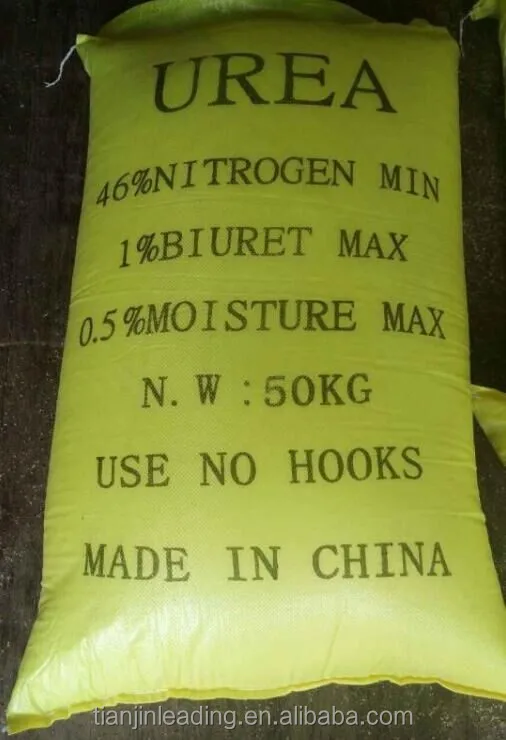 UREA
46%NITROGEN MIN
1%BIURET MAX
0.5%MOISTURE MAX
N.W:50KG
USE NO HOOKS
MADE IN CHINA
tianjinleading.en.alibaba.com